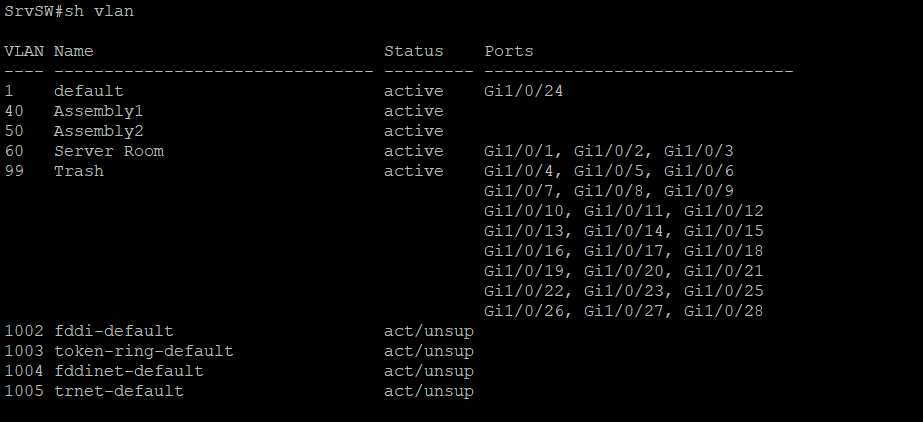 SrvSW#sh vlan
VLAN Name                             Status    Ports
---- -------------------------------- --------- -------------------------------
1    default                          active    Gi1/0/24
40   Assembly1                        active
50   Assembly2                        active
60   Server Room                      active    Gi1/0/1, Gi1/0/2, Gi1/0/3
99   Trash                            active    Gi1/0/4, Gi1/0/5, Gi1/0/6
                                                Gi1/0/7, Gi1/0/8, Gi1/0/9
                                                Gi1/0/10, Gi1/0/11, Gi1/0/12
                                                Gi1/0/13, Gi1/0/14, Gi1/0/15
                                                Gi1/0/16, Gi1/0/17, Gi1/0/18
                                                Gi1/0/19, Gi1/0/20, Gi1/0/21
                                                Gi1/0/22, Gi1/0/23, Gi1/0/25
                                                Gi1/0/26, Gi1/0/27, Gi1/0/28
1002 fddi-default                     act/unsup
1003 token-ring-default               act/unsup
1004 fddinet-default                  act/unsup
1005 trnet-default                    act/unsup